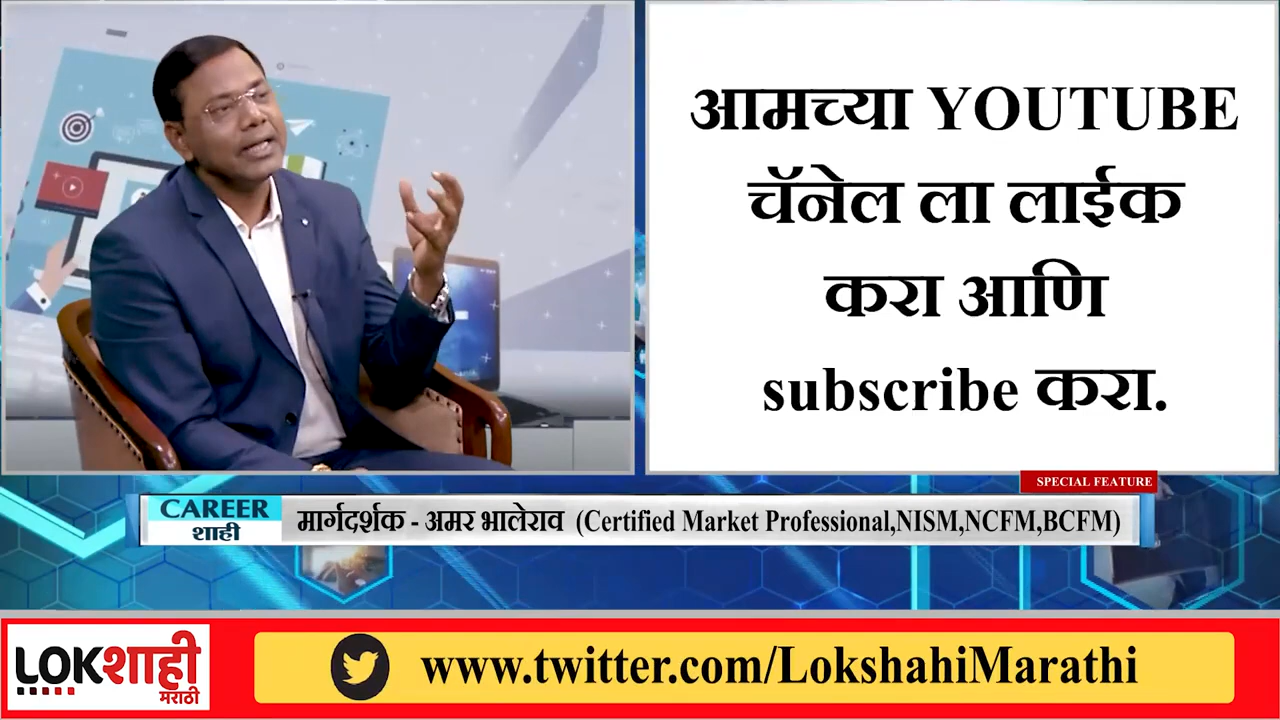 आमच्या YOUTUBE
चॅनेल ला लाईक
करा आणि
subscribe करा.
SPECIAL FEATURE
CAREER
शाही
मार्गदर्शक - अमर भालेराव (Certified Market Professional,NISM,NCFM,BCFM)
LOKशाही
मराठी
www.twitter.com/LokshahiMarathi